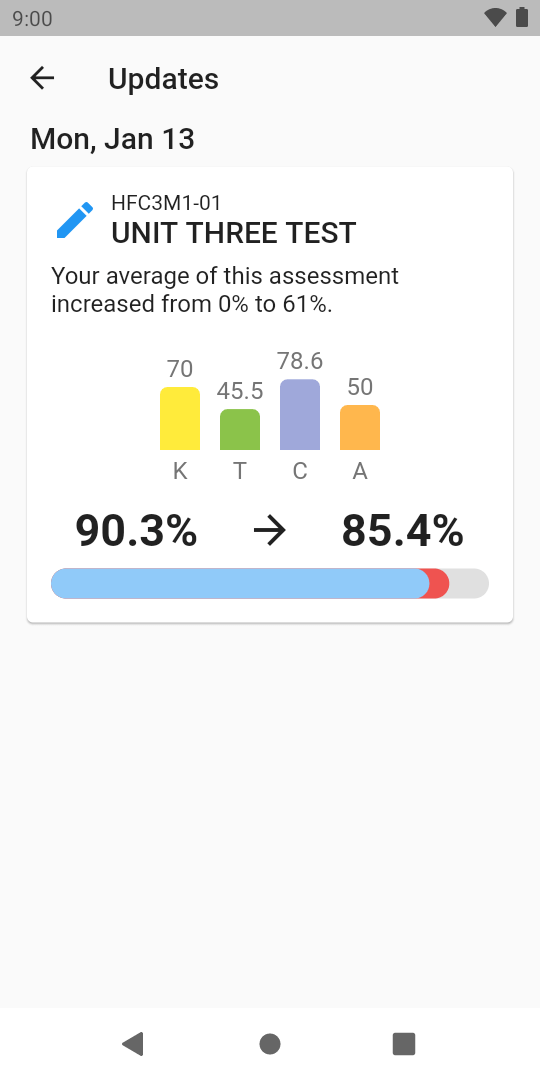 9:00
Updates
Mon, Jan 13
HFC3M1-01
UNIT THREE TEST
Your average of this assessment
increased from 0% to 61%.
70 45.5 78.6 50
K T C A
90.3% → 85.4%